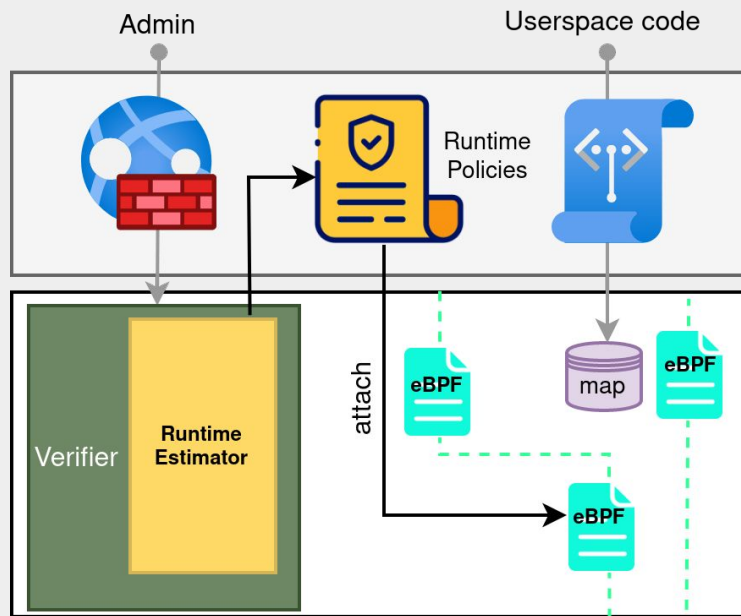 Admin
Userspace code
Runtime
Policies
attach
eBPF
map
eBPF
Verifier
Runtime
Estimator
eBPF